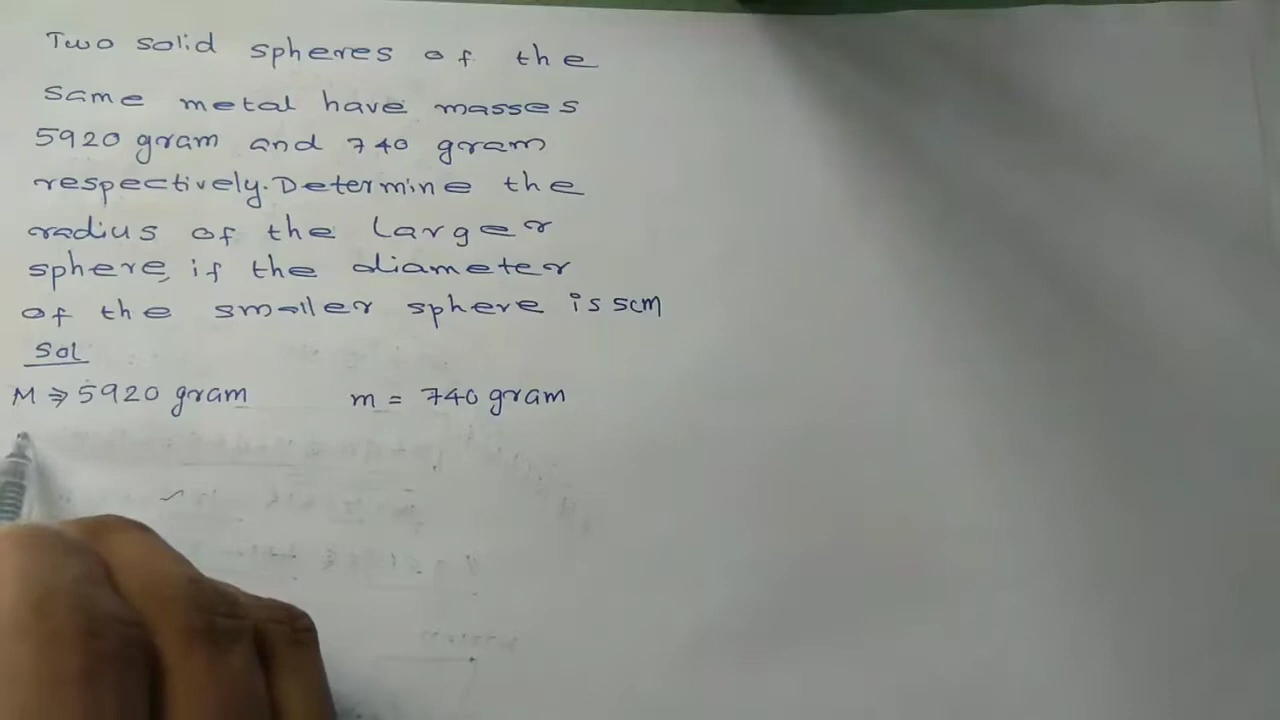 Two solid spheres of the
same metal have masses
5920 gram and 740 gram
respectively. Determine the
radius of the larger
sphere, if the diameter
of the smaller sphere is 5cm
Sol
M ⇒ 5920 gram m = 740 gram